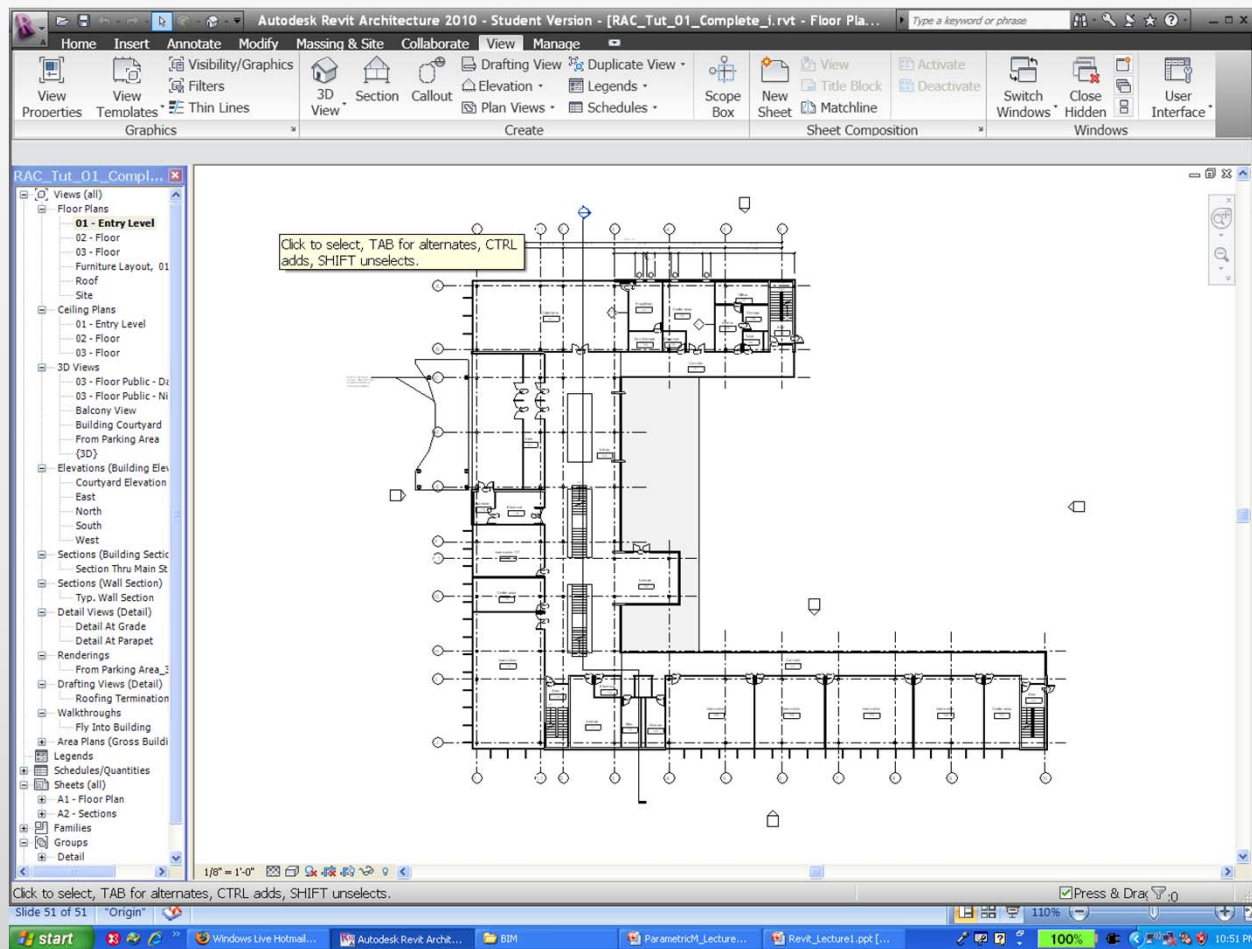 Autodesk Revit Architecture 2010 - Student Version - [RAC_Tut_01_Complete_i.rvt - Floor Pla...
Type a keyword or phrase
Home Insert Annotate Modify Massing & Site Collaborate View Manage
Visibility/Graphics
Filters
Thin Lines
View Properties
View Templates
Graphics
3D View
Section
Callout
Drafting View
Elevation
Plan Views
Duplicate View
Legends
Schedules
Create
Scope Box
New Sheet
View
Title Block
Matchline
Activate
Deactivate
Sheet Composition
Switch Windows
Close Hidden
User Interface
Windows
RAC_Tut_01_Compl...
Views (all)
Floor Plans
01 - Entry Level
02 - Floor
03 - Floor
Furniture Layout, 01
Roof
Site
Ceiling Plans
01 - Entry Level
02 - Floor
03 - Floor
3D Views
03 - Floor Public - Da
03 - Floor Public - Ni
Balcony View
Building Courtyard
From Parking Area
{3D}
Elevations (Building Elev
Courtyard Elevation
East
North
South
West
Sections (Building Sectic
Section Thru Main St
Sections (Wall Section)
Typ. Wall Section
Detail Views (Detail)
Detail At Grade
Detail At Parapet
Renderings
From Parking Area_3
Drafting Views (Detail)
Roofing Termination
Walkthroughs
Fly Into Building
Area Plans (Gross Buildi
Legends
Schedules/Quantities
Sheets (all)
A1 - Floor Plan
A2 - Sections
Families
Groups
Detail
Click to select, TAB for alternates, CTRL
adds, SHIFT unselects.
1/8" = 1'-0"
Click to select, TAB for alternates, CTRL adds, SHIFT unselects.
Press & Drag
:0
Slide 51 of 51 "Origin"
110%
start
Windows Live Hotmail...
Autodesk Revit Archit...
BIM
ParametricM_Lecture...
Revit_Lecture1.ppt [...
100%
10:51 P